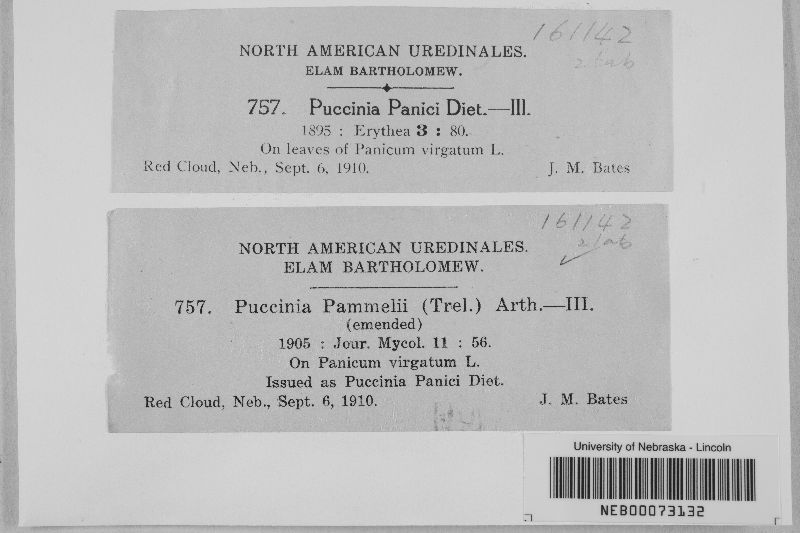 161142
2 lab
NORTH AMERICAN UREDINALES.
ELAM BARTHOLOMEW.
757. Puccinia Panici Diet.—III.
1895 : Erythea 3 : 80.
On leaves of Panicum virgatum L.
Red Cloud, Neb., Sept. 6, 1910. J. M. Bates
161142
2 lab
NORTH AMERICAN UREDINALES.
ELAM BARTHOLOMEW.
757. Puccinia Pammelii (Trel.) Arth.—III.
(emended)
1905 : Jour. Mycol. 11 : 56.
On Panicum virgatum L.
Issued as Puccinia Panici Diet.
Red Cloud, Neb., Sept. 6, 1910. J. M. Bates
University of Nebraska - Lincoln
NEB00073132